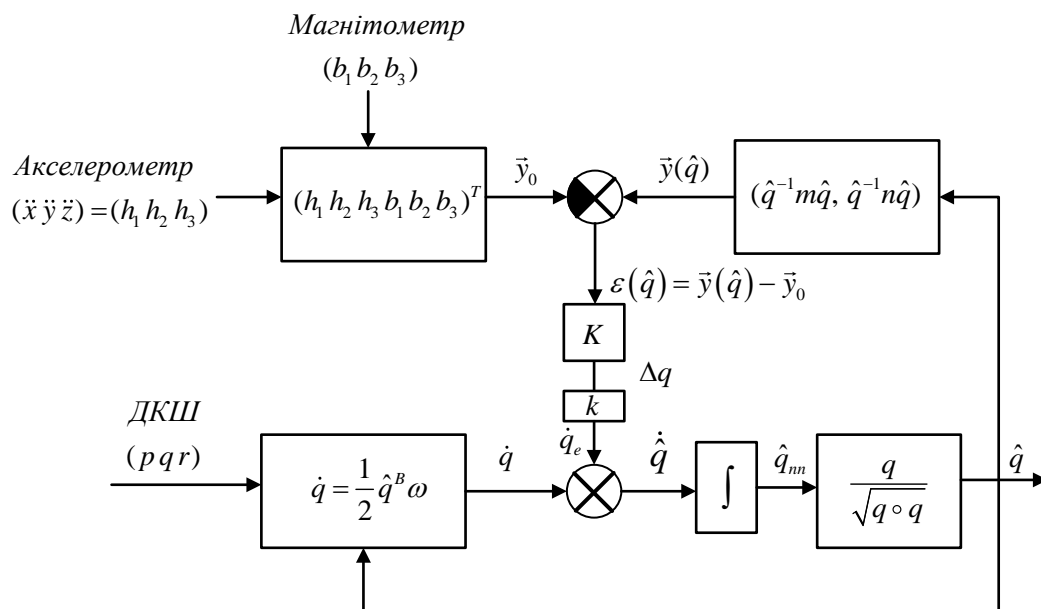 Магнітометр
(b₁ b₂ b₃)
Акселерометр
(ẍ ÿ z̈) = (h₁ h₂ h₃)
(h₁ h₂ h₃ b₁ b₂ b₃)ᵀ
y⃗₀
y⃗(q̂)
(q̂⁻¹mq̂, q̂⁻¹nq̂)
ε(q̂) = y⃗(q̂) − y⃗₀
K
Δq
k
ДКШ
(p q r)
q̇ = 1/2 q̂ᴮω
q̇
q̇ₑ
q̂̇
∫
q̂ₙₙ
q/√(q∘q)
q̂